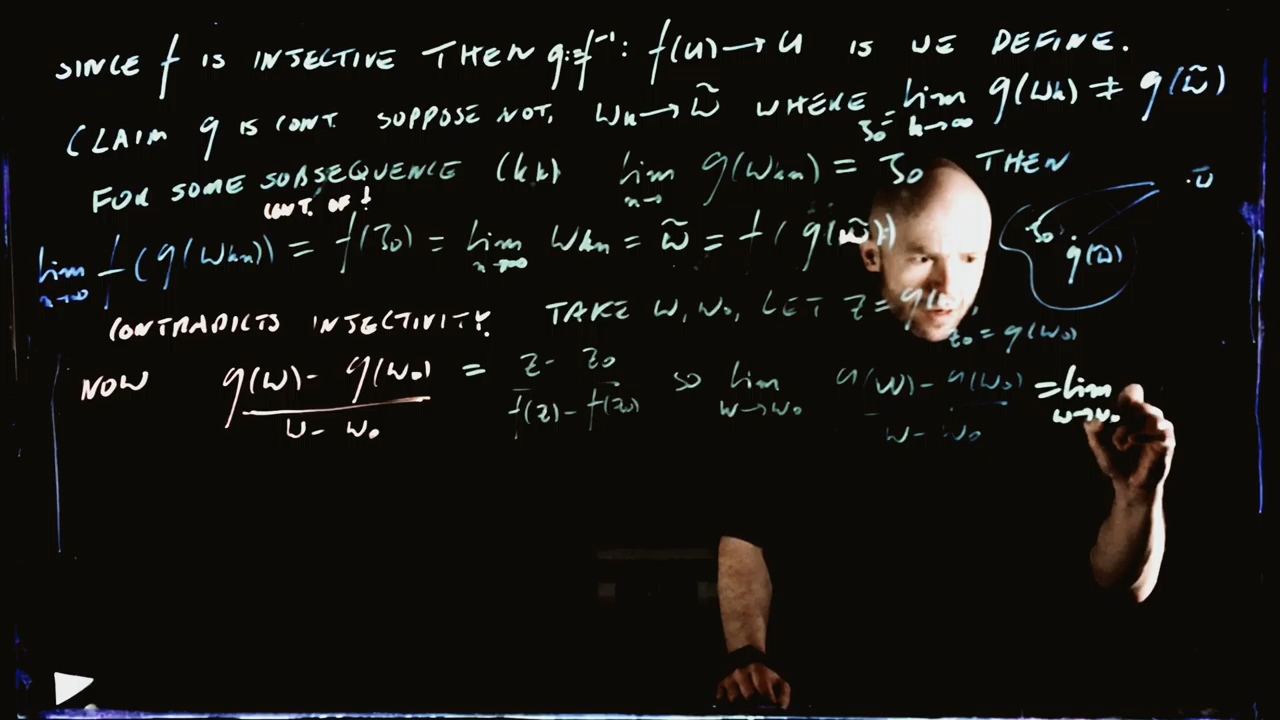 SINCE f IS INJECTIVE THEN g:=f⁻¹: f(U)→U IS WE DEFINE.
CLAIM g IS CONT. SUPPOSE NOT, Wₖ→w̃ WHERE z₀= lim k→∞ g(Wₖ) ≠ g(w̃)
FOR SOME SUBSEQUENCE (kₖ) lim n→ g(Wₖₙ) = z₀ THEN
CONT. OF f
lim n→∞ f(g(Wₖₙ)) = f(z₀) = lim n→∞ Wₖₙ = w̃ = f(g(w̃))
z₀ g(w̃)
CONTRADICTS INJECTIVITY. TAKE W, W₀, LET z = g(w),
z₀ = g(W₀)
NOW g(w) - g(w₀) / w - w₀ = z - z₀ / f(z) - f(z₀) SO lim w→w₀ g(w) - g(w₀) / w - w₀ = lim w→w₀